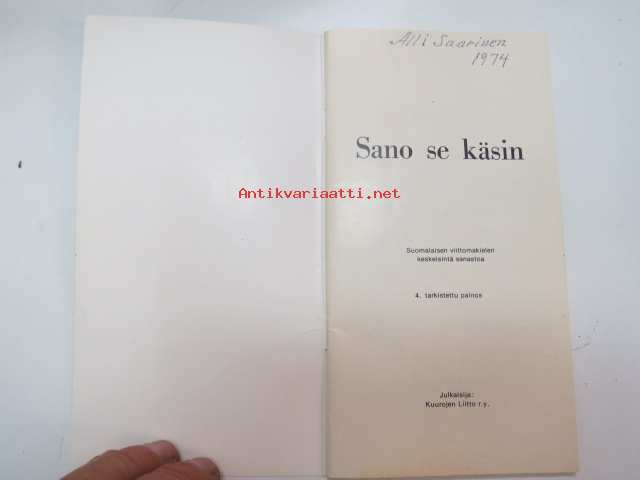 Alli Saarinen
1974
Sano se käsin
Antikvariaatti.net
Suomalaisen viittomakielen
keskeisintä sanastoa
4. tarkistettu painos
Julkaisija:
Kuurojen Liitto r.y.